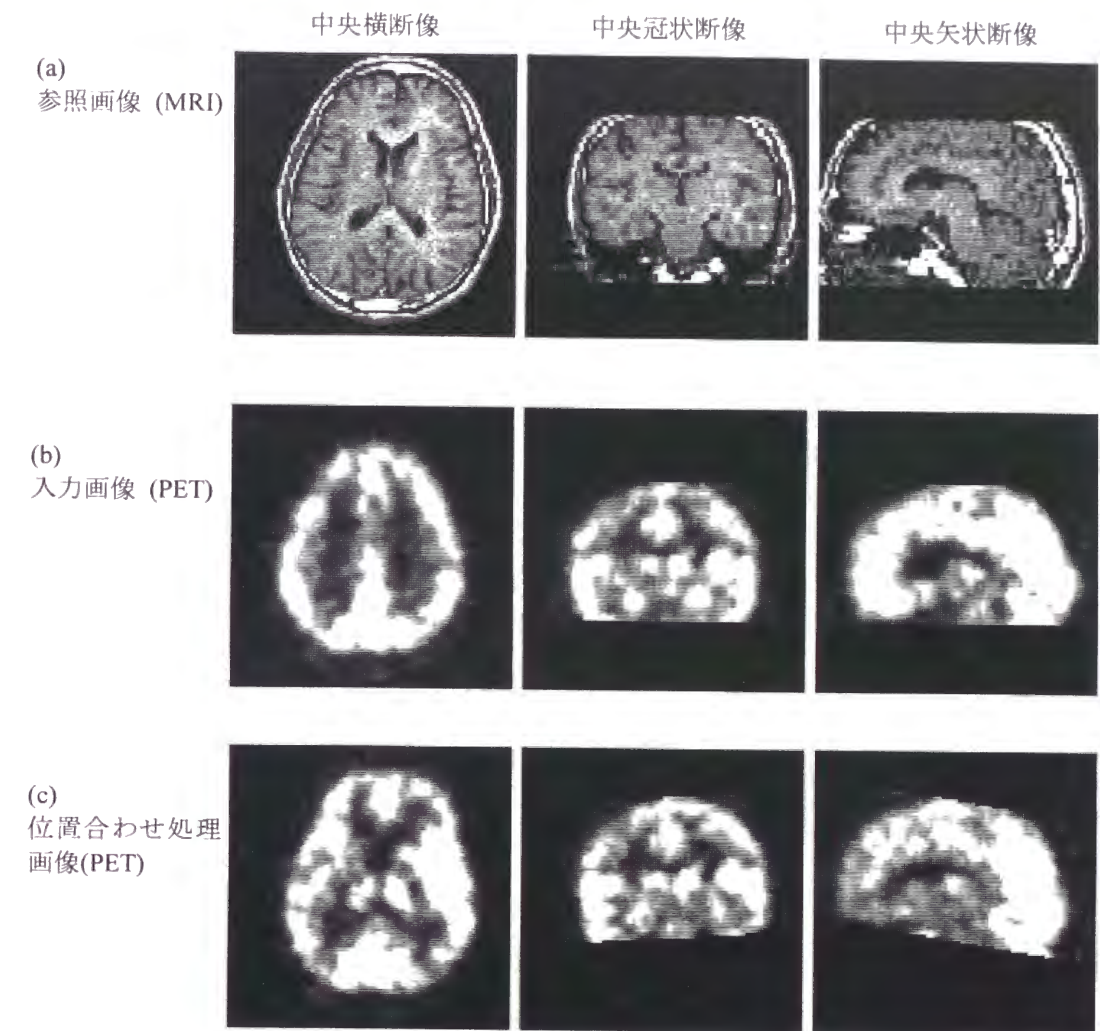 中央横断像 中央冠状断像 中央矢状断像
(a)
参照画像 (MRI)
(b)
入力画像 (PET)
(c)
位置合わせ処理
画像(PET)